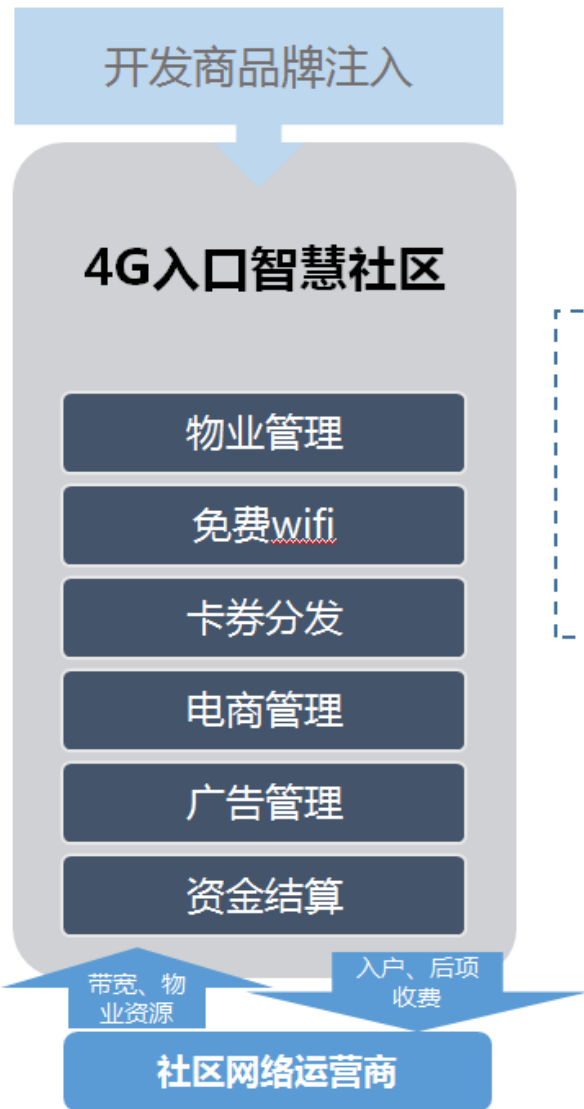 开发商品牌注入
4G入口智慧社区
物业管理
免费wifi
卡券分发
电商管理
广告管理
资金结算
带宽、物
业资源
入户、后项
收费
社区网络运营商